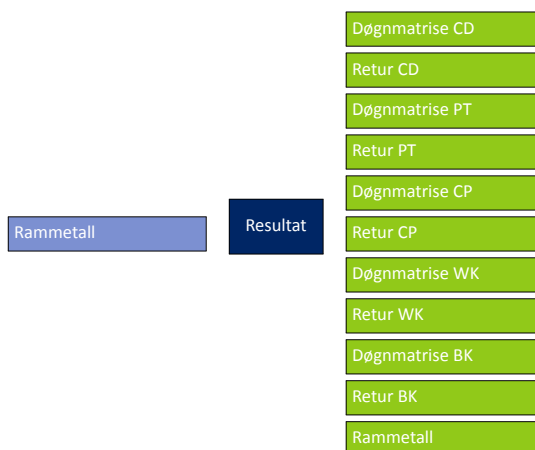 Rammetall
Resultat
Døgnmatrise CD
Retur CD
Døgnmatrise PT
Retur PT
Døgnmatrise CP
Retur CP
Døgnmatrise WK
Retur WK
Døgnmatrise BK
Retur BK
Rammetall